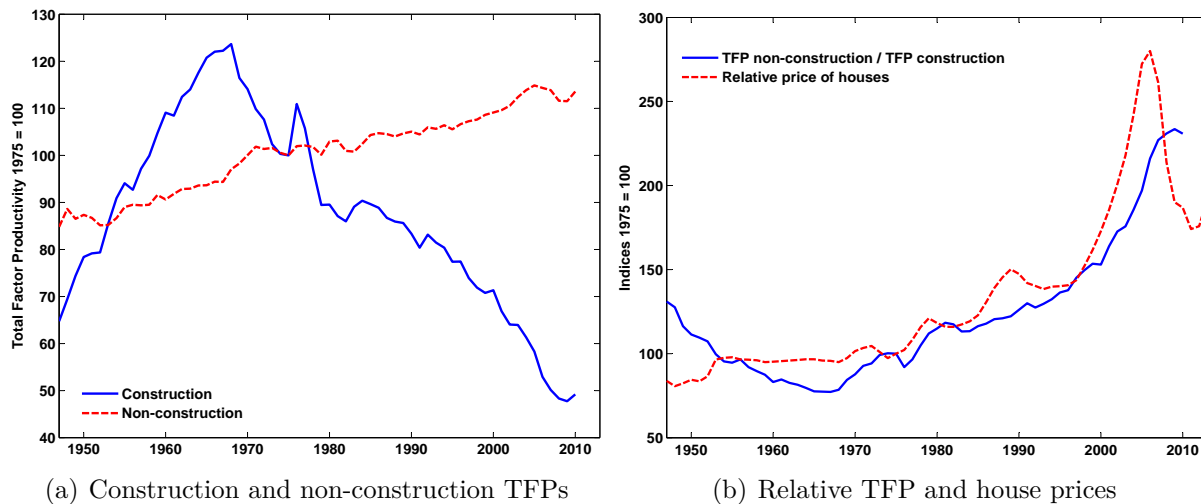 130
120
110
100
90
80
70
60
50
40
Total Factor Productivity 1975 = 100
Construction
Non-construction
1950 1960 1970 1980 1990 2000 2010
(a) Construction and non-construction TFPs
300
250
200
150
100
50
Indices 1975 = 100
TFP non-construction / TFP construction
Relative price of houses
1950 1960 1970 1980 1990 2000 2010
(b) Relative TFP and house prices